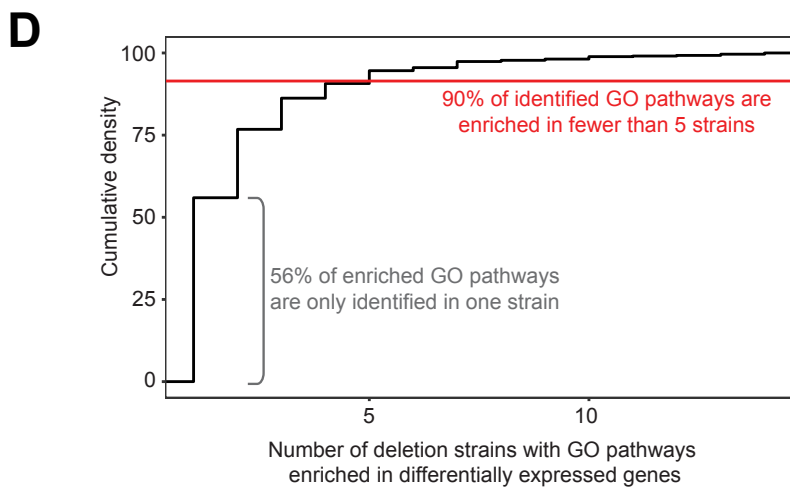 D
100
75
50
25
0
Cumulative density
90% of identified GO pathways are
enriched in fewer than 5 strains
56% of enriched GO pathways
are only identified in one strain
5
10
Number of deletion strains with GO pathways
enriched in differentially expressed genes